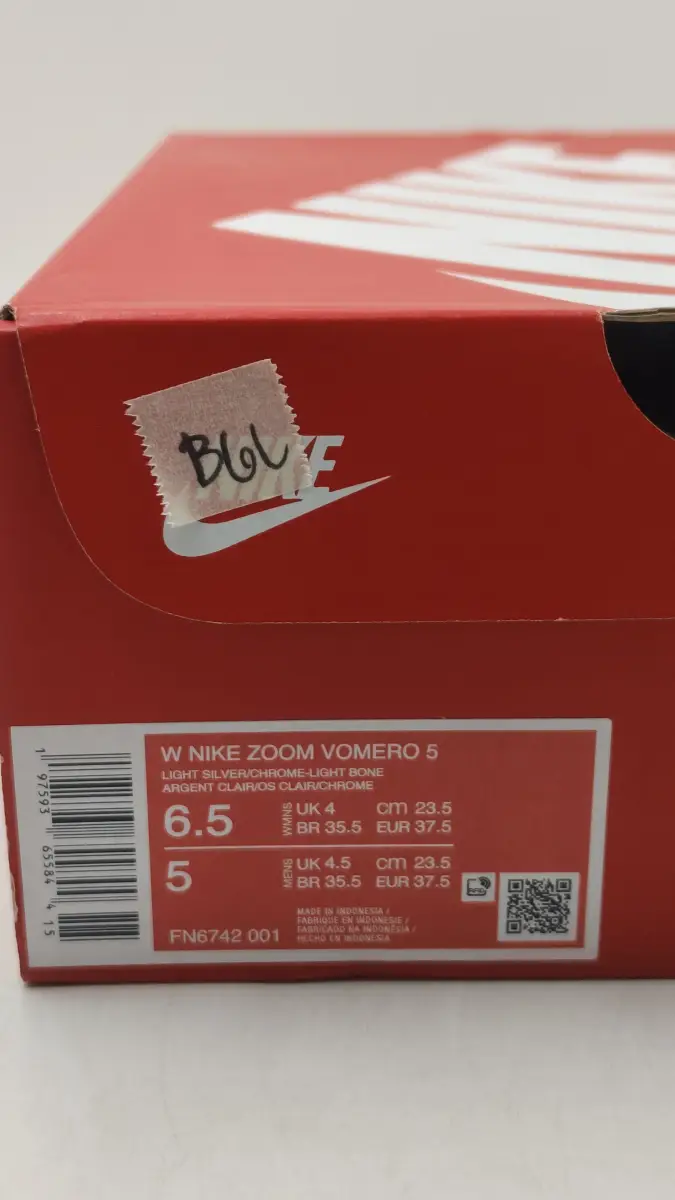 BGL
NIKE
W NIKE ZOOM VOMERO 5
LIGHT SILVER/CHROME-LIGHT BONE
ARGENT CLAIR/OS CLAIR/CHROME
6.5 WMNS UK 4 cm 23.5
BR 35.5 EUR 37.5
5 MENS UK 4.5 cm 23.5
BR 35.5 EUR 37.5
FN6742 001
MADE IN INDONESIA /
FABRIQUÉ EN INDONÉSIE /
FABRICADO NA INDONÉSIA /
HECHO EN INDONESIA
1 97593 65584 4 15